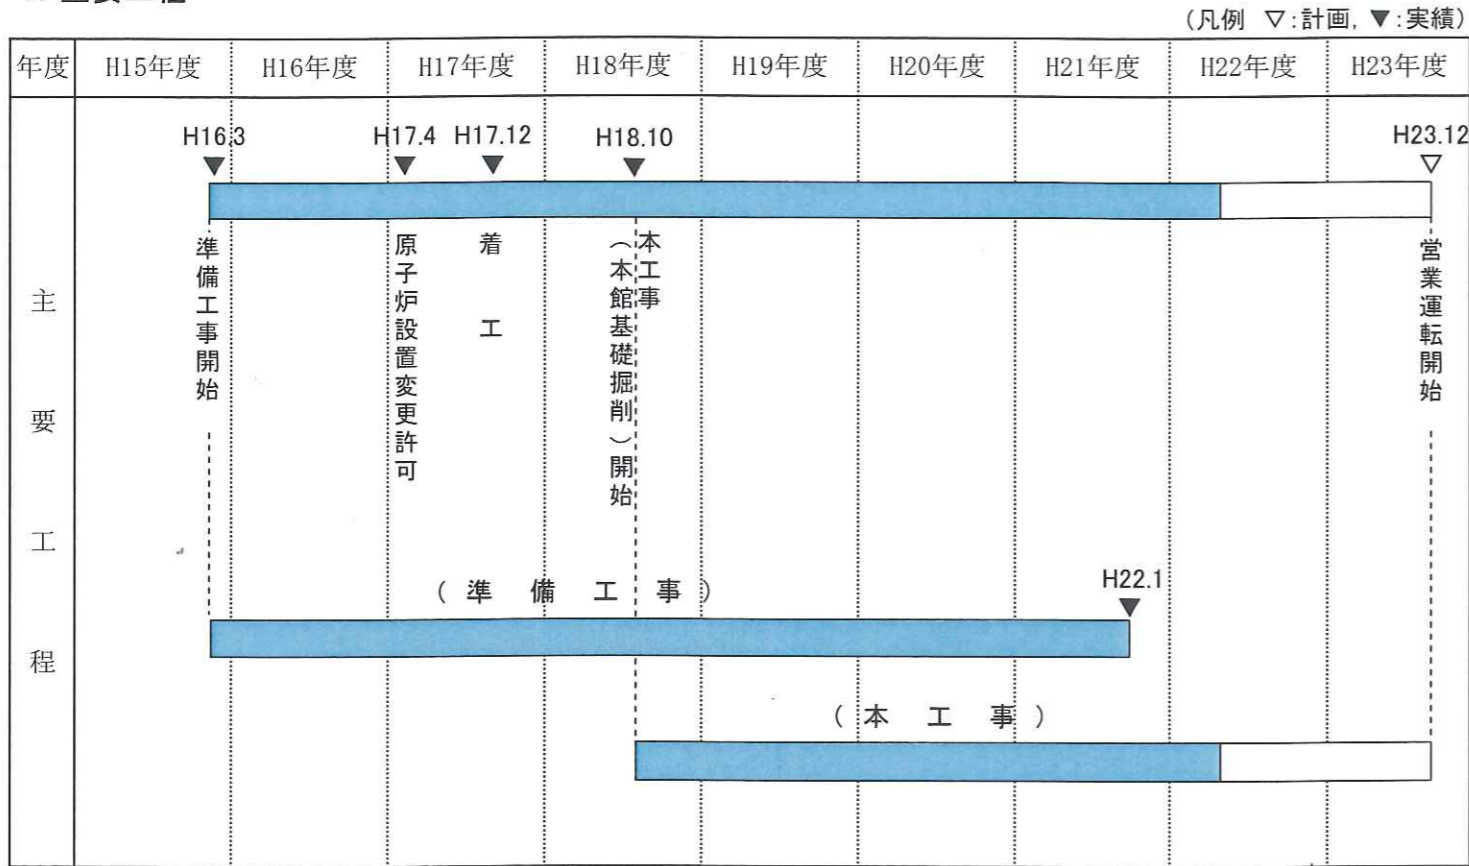 (凡例 ▽:計画, ▼:実績)
年度 H15年度 H16年度 H17年度 H18年度 H19年度 H20年度 H21年度 H22年度 H23年度
主要工程
H16.3 H17.4 H17.12 H18.10 H23.12
準備工事開始
原子炉設置変更許可
着工
本工事
(本館基礎掘削)開始
営業運転開始
(準備工事)
H22.1
(本工事)